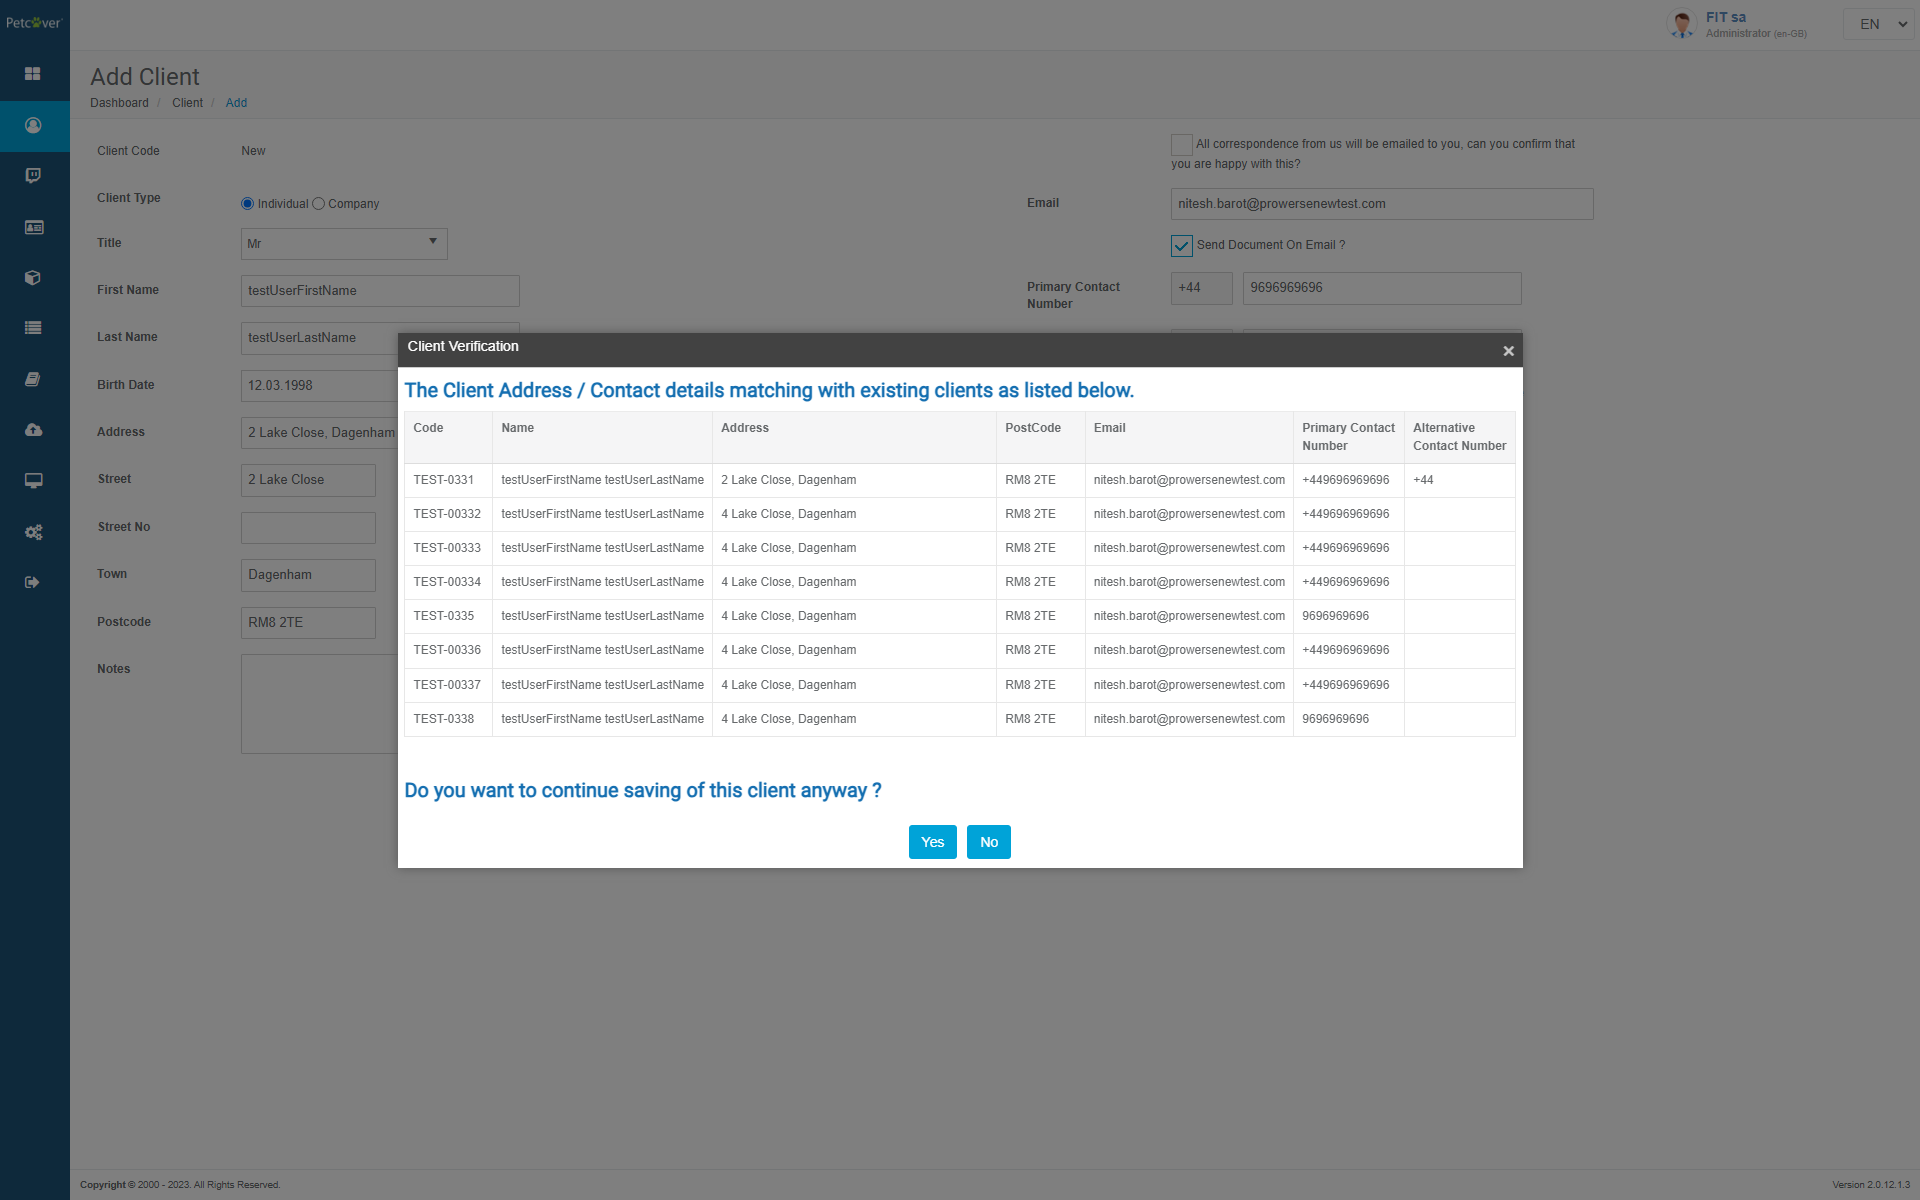 Petcover
FIT sa
Administrator (en-GB)
EN
Add Client
Dashboard / Client / Add
Client Code New
All correspondence from us will be emailed to you, can you confirm that
you are happy with this?
Client Type Individual Company
Email nitesh.barot@prowersenewtest.com
Title Mr
Send Document On Email ?
First Name testUserFirstName
Primary Contact
Number
+44 9696969696
Last Name testUserLastName
Birth Date 12.03.1998
Address 2 Lake Close, Dagenham
Street 2 Lake Close
Street No
Town Dagenham
Postcode RM8 2TE
Notes
Client Verification
The Client Address / Contact details matching with existing clients as listed below.
Code Name Address PostCode Email Primary Contact Number Alternative Contact Number
TEST-0331 testUserFirstName testUserLastName 2 Lake Close, Dagenham RM8 2TE nitesh.barot@prowersenewtest.com +449696969696 +44
TEST-00332 testUserFirstName testUserLastName 4 Lake Close, Dagenham RM8 2TE nitesh.barot@prowersenewtest.com +449696969696
TEST-00333 testUserFirstName testUserLastName 4 Lake Close, Dagenham RM8 2TE nitesh.barot@prowersenewtest.com +449696969696
TEST-00334 testUserFirstName testUserLastName 4 Lake Close, Dagenham RM8 2TE nitesh.barot@prowersenewtest.com +449696969696
TEST-0335 testUserFirstName testUserLastName 4 Lake Close, Dagenham RM8 2TE nitesh.barot@prowersenewtest.com 9696969696
TEST-00336 testUserFirstName testUserLastName 4 Lake Close, Dagenham RM8 2TE nitesh.barot@prowersenewtest.com +449696969696
TEST-00337 testUserFirstName testUserLastName 4 Lake Close, Dagenham RM8 2TE nitesh.barot@prowersenewtest.com +449696969696
TEST-0338 testUserFirstName testUserLastName 4 Lake Close, Dagenham RM8 2TE nitesh.barot@prowersenewtest.com 9696969696
Do you want to continue saving of this client anyway ?
Yes No
Copyright © 2000 - 2023. All Rights Reserved.
Version 2.0.12.1.3